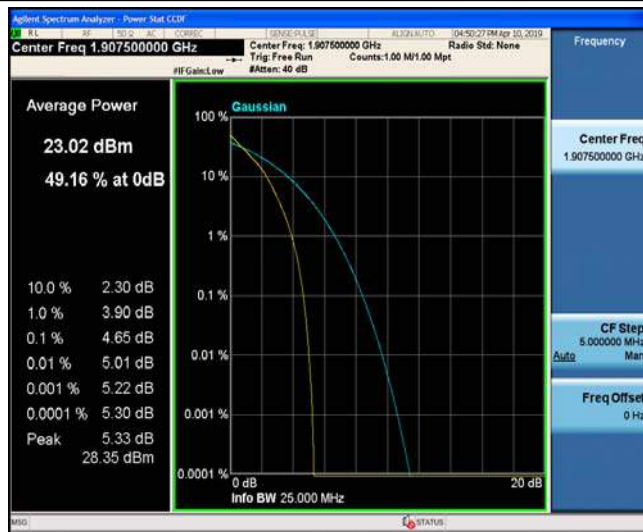 Agilent Spectrum Analyzer - Power Stat CCDF
RL RF 50 Ω AC CORREC SENSE:PULSE ALIGN AUTO 04:50:27 PM Apr 10, 2019
Center Freq 1.907500000 GHz
Center Freq: 1.907500000 GHz Radio Std: None
Trig: Free Run Counts:1.00 M/1.00 Mpt
#IFGain:Low #Atten: 40 dB
Frequency
Average Power
23.02 dBm
49.16 % at 0dB
10.0 % 2.30 dB
1.0 % 3.90 dB
0.1 % 4.65 dB
0.01 % 5.01 dB
0.001 % 5.22 dB
0.0001 % 5.30 dB
Peak 5.33 dB
28.35 dBm
Gaussian
100 %
10 %
1 %
0.1 %
0.01 %
0.001 %
0.0001 %
0 dB 20 dB
Info BW 25.000 MHz
Center Freq
1.907500000 GHz
CF Step
5.000000 MHz
Auto Man
Freq Offset
0 Hz
MSG STATUS